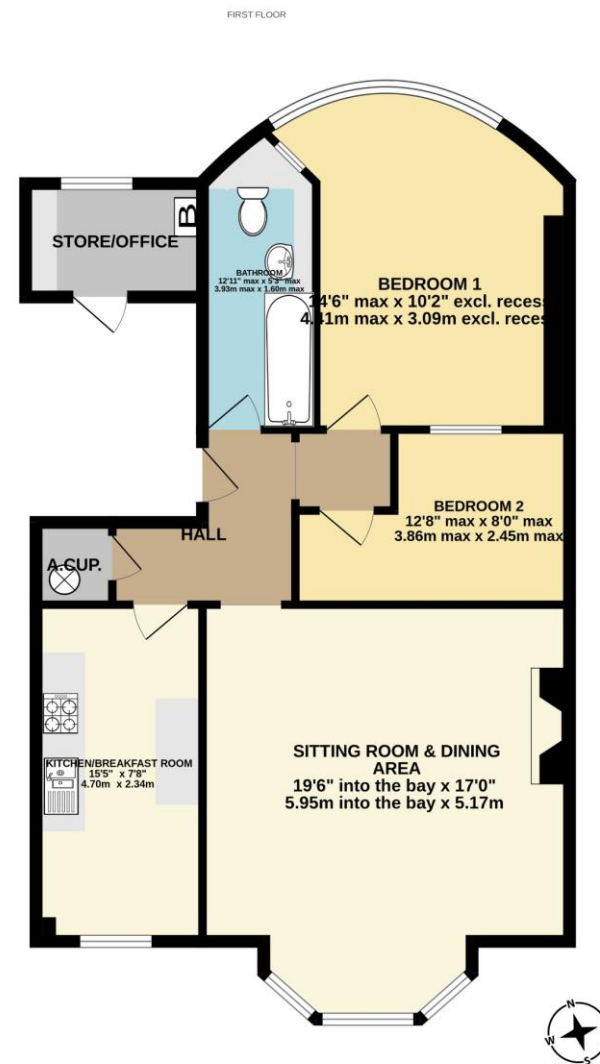 FIRST FLOOR
STORE/OFFICE
B
BATHROOM
12'11" max x 5'3" max
3.93m max x 1.60m max
BEDROOM 1
14'6" max x 10'2" excl. recess
4.41m max x 3.09m excl. recess
BEDROOM 2
12'8" max x 8'0" max
3.86m max x 2.45m max
HALL
A.CUP.
KITCHEN/BREAKFAST ROOM
15'5" x 7'8"
4.70m x 2.34m
SITTING ROOM & DINING
AREA
19'6" into the bay x 17'0"
5.95m into the bay x 5.17m
N
W
S